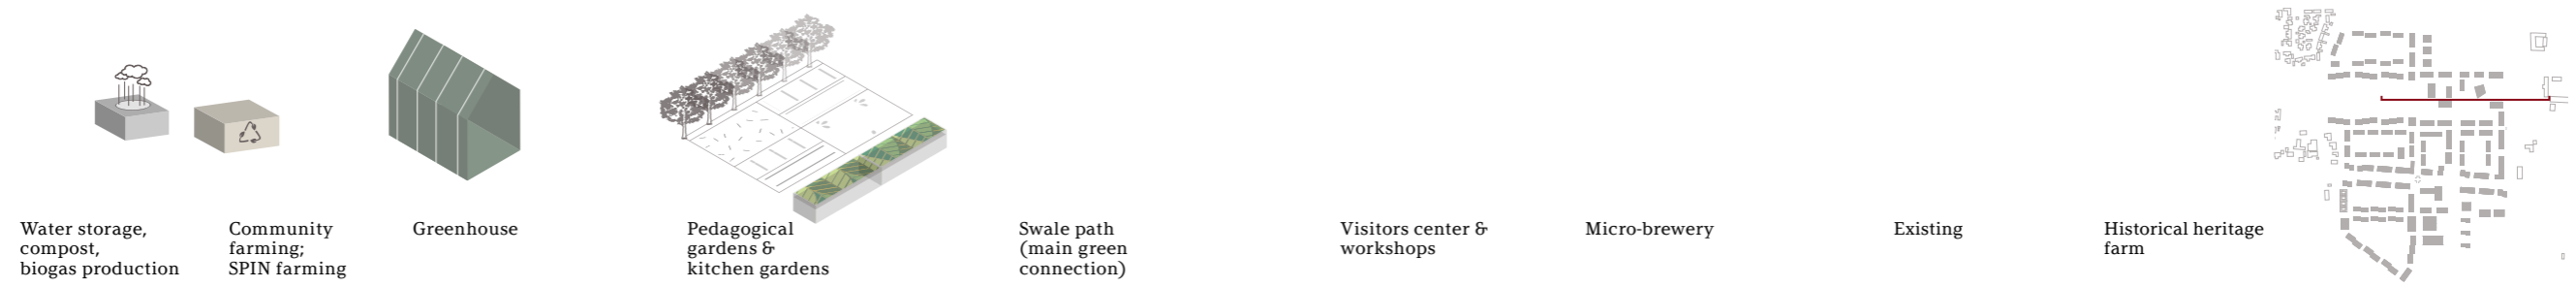 Water storage,
compost,
biogas production
Community
farming;
SPIN farming
Greenhouse
Pedagogical
gardens &
kitchen gardens
Swale path
(main green
connection)
Visitors center &
workshops
Micro-brewery
Existing
Historical heritage
farm